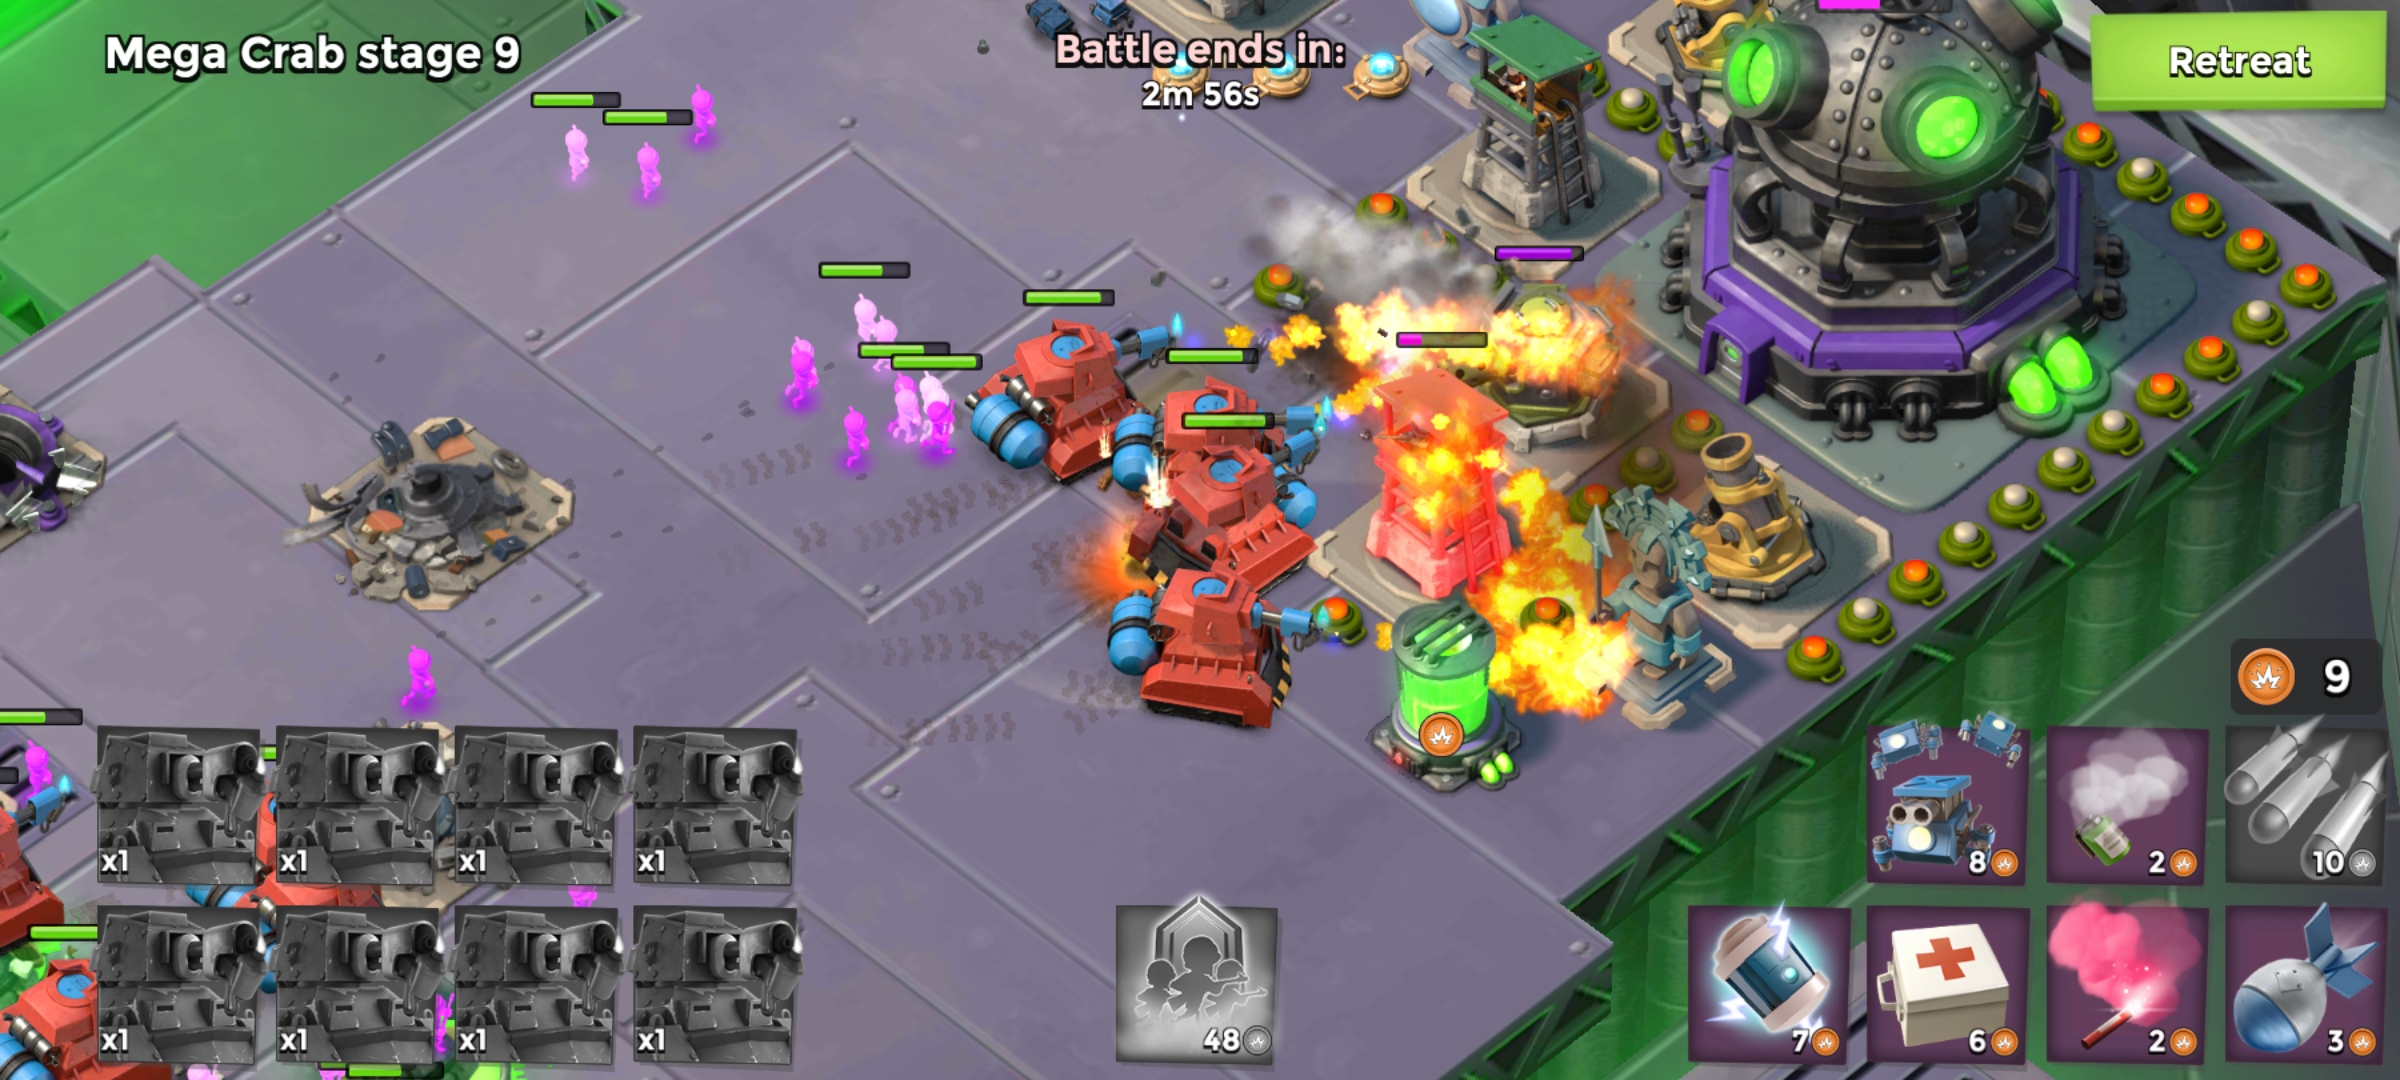 Mega Crab stage 9
Battle ends in:
2m 56s
Retreat
9
x1
x1
x1
x1
8
2
10
x1
x1
x1
x1
48
7
6
2
3